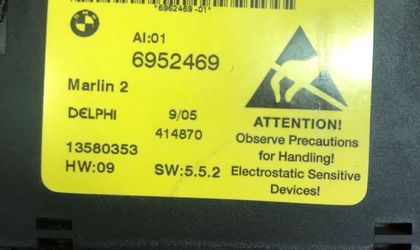 *6962469-01*
BMW
AI:01
6952469
Marlin 2
DELPHI 9/05
414870
13580353
HW:09 SW:5.5.2
ATTENTION!
Observe Precautions
for Handling!
Electrostatic Sensitive
Devices!